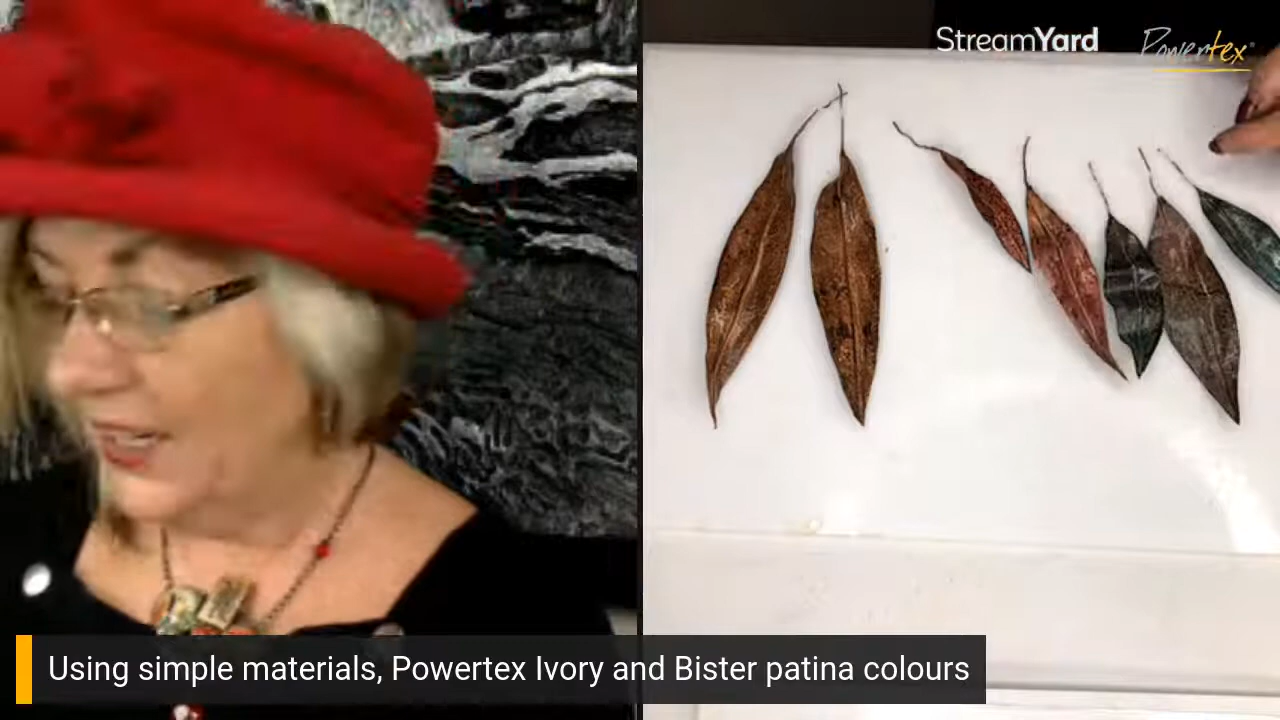 StreamYard Powertex
Using simple materials, Powertex Ivory and Bister patina colours